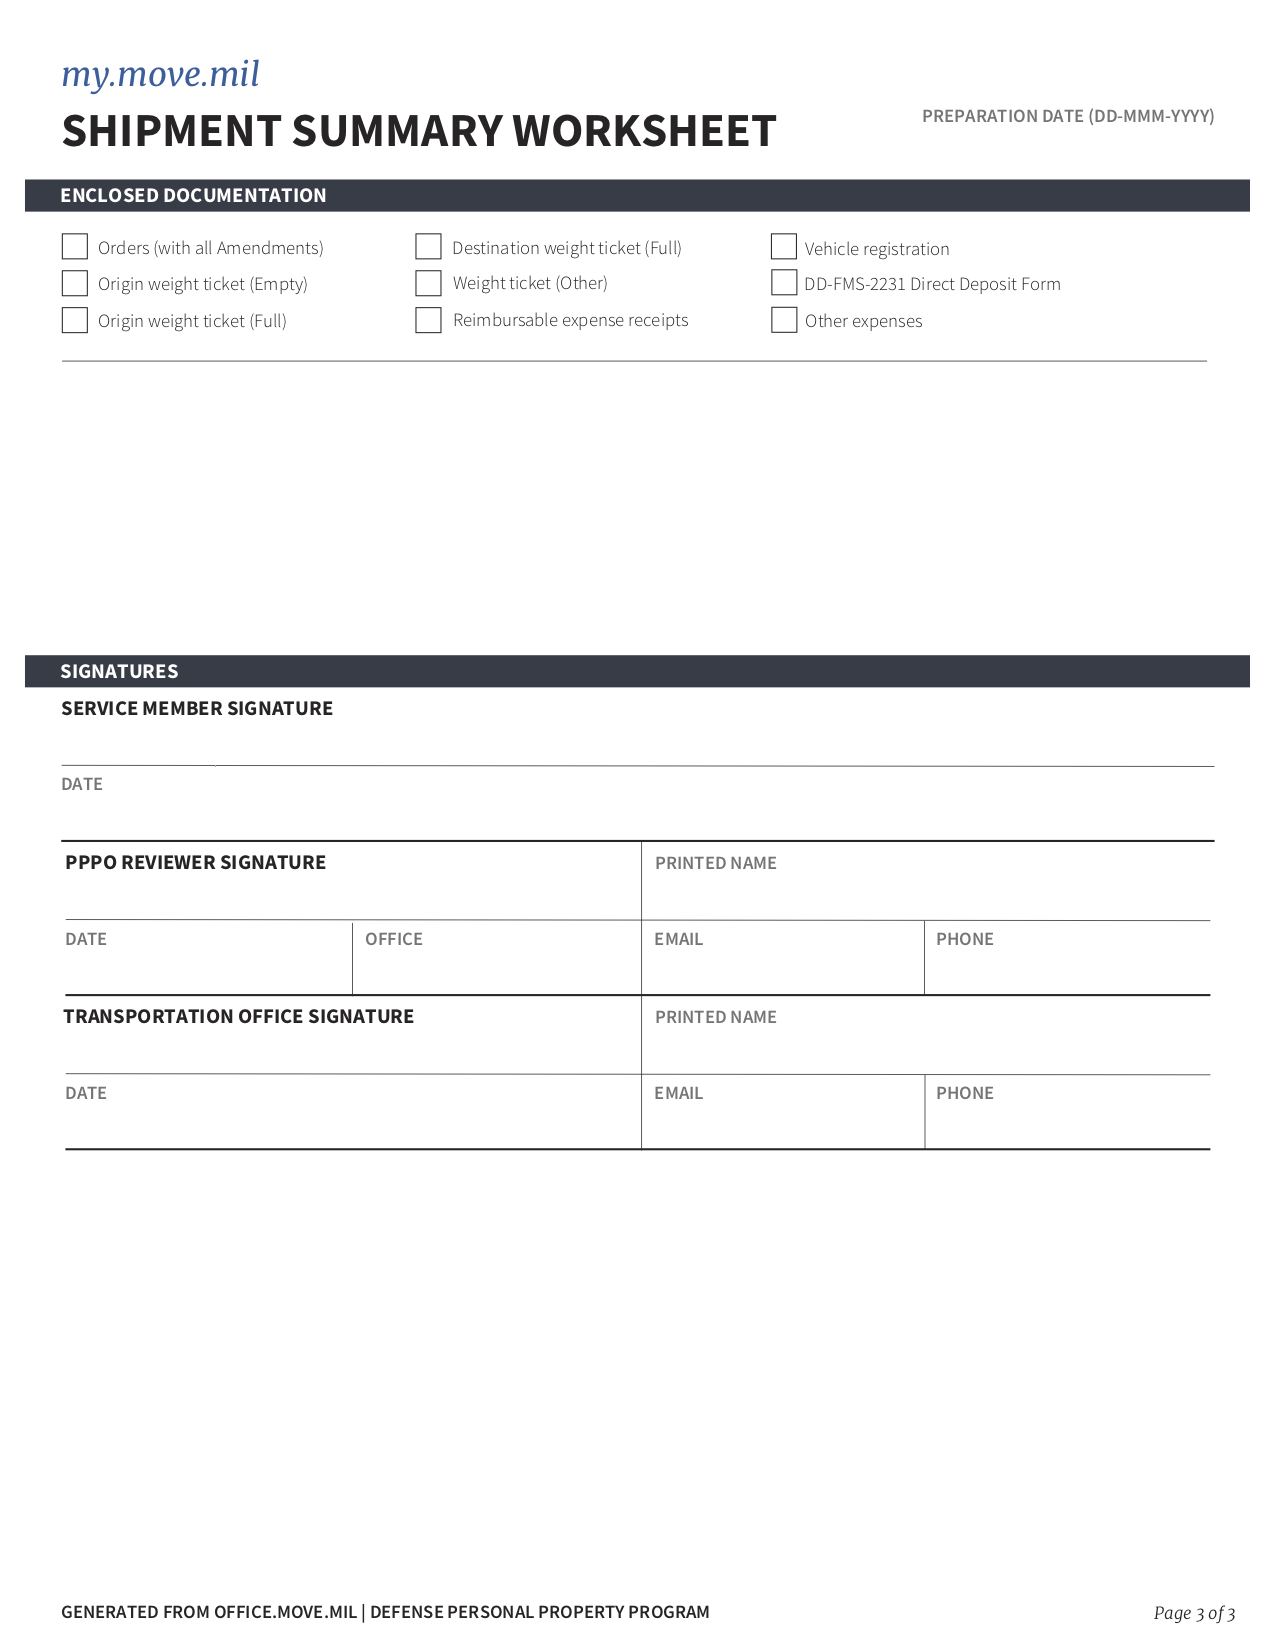 my.move.mil
SHIPMENT SUMMARY WORKSHEET
PREPARATION DATE (DD-MMM-YYYY)
ENCLOSED DOCUMENTATION
Orders (with all Amendments)
Destination weight ticket (Full)
Vehicle registration
Origin weight ticket (Empty)
Weight ticket (Other)
DD-FMS-2231 Direct Deposit Form
Origin weight ticket (Full)
Reimbursable expense receipts
Other expenses
SIGNATURES
SERVICE MEMBER SIGNATURE
DATE
PPPO REVIEWER SIGNATURE
PRINTED NAME
DATE
OFFICE
EMAIL
PHONE
TRANSPORTATION OFFICE SIGNATURE
PRINTED NAME
DATE
EMAIL
PHONE
GENERATED FROM OFFICE.MOVE.MIL | DEFENSE PERSONAL PROPERTY PROGRAM
Page 3 of 3